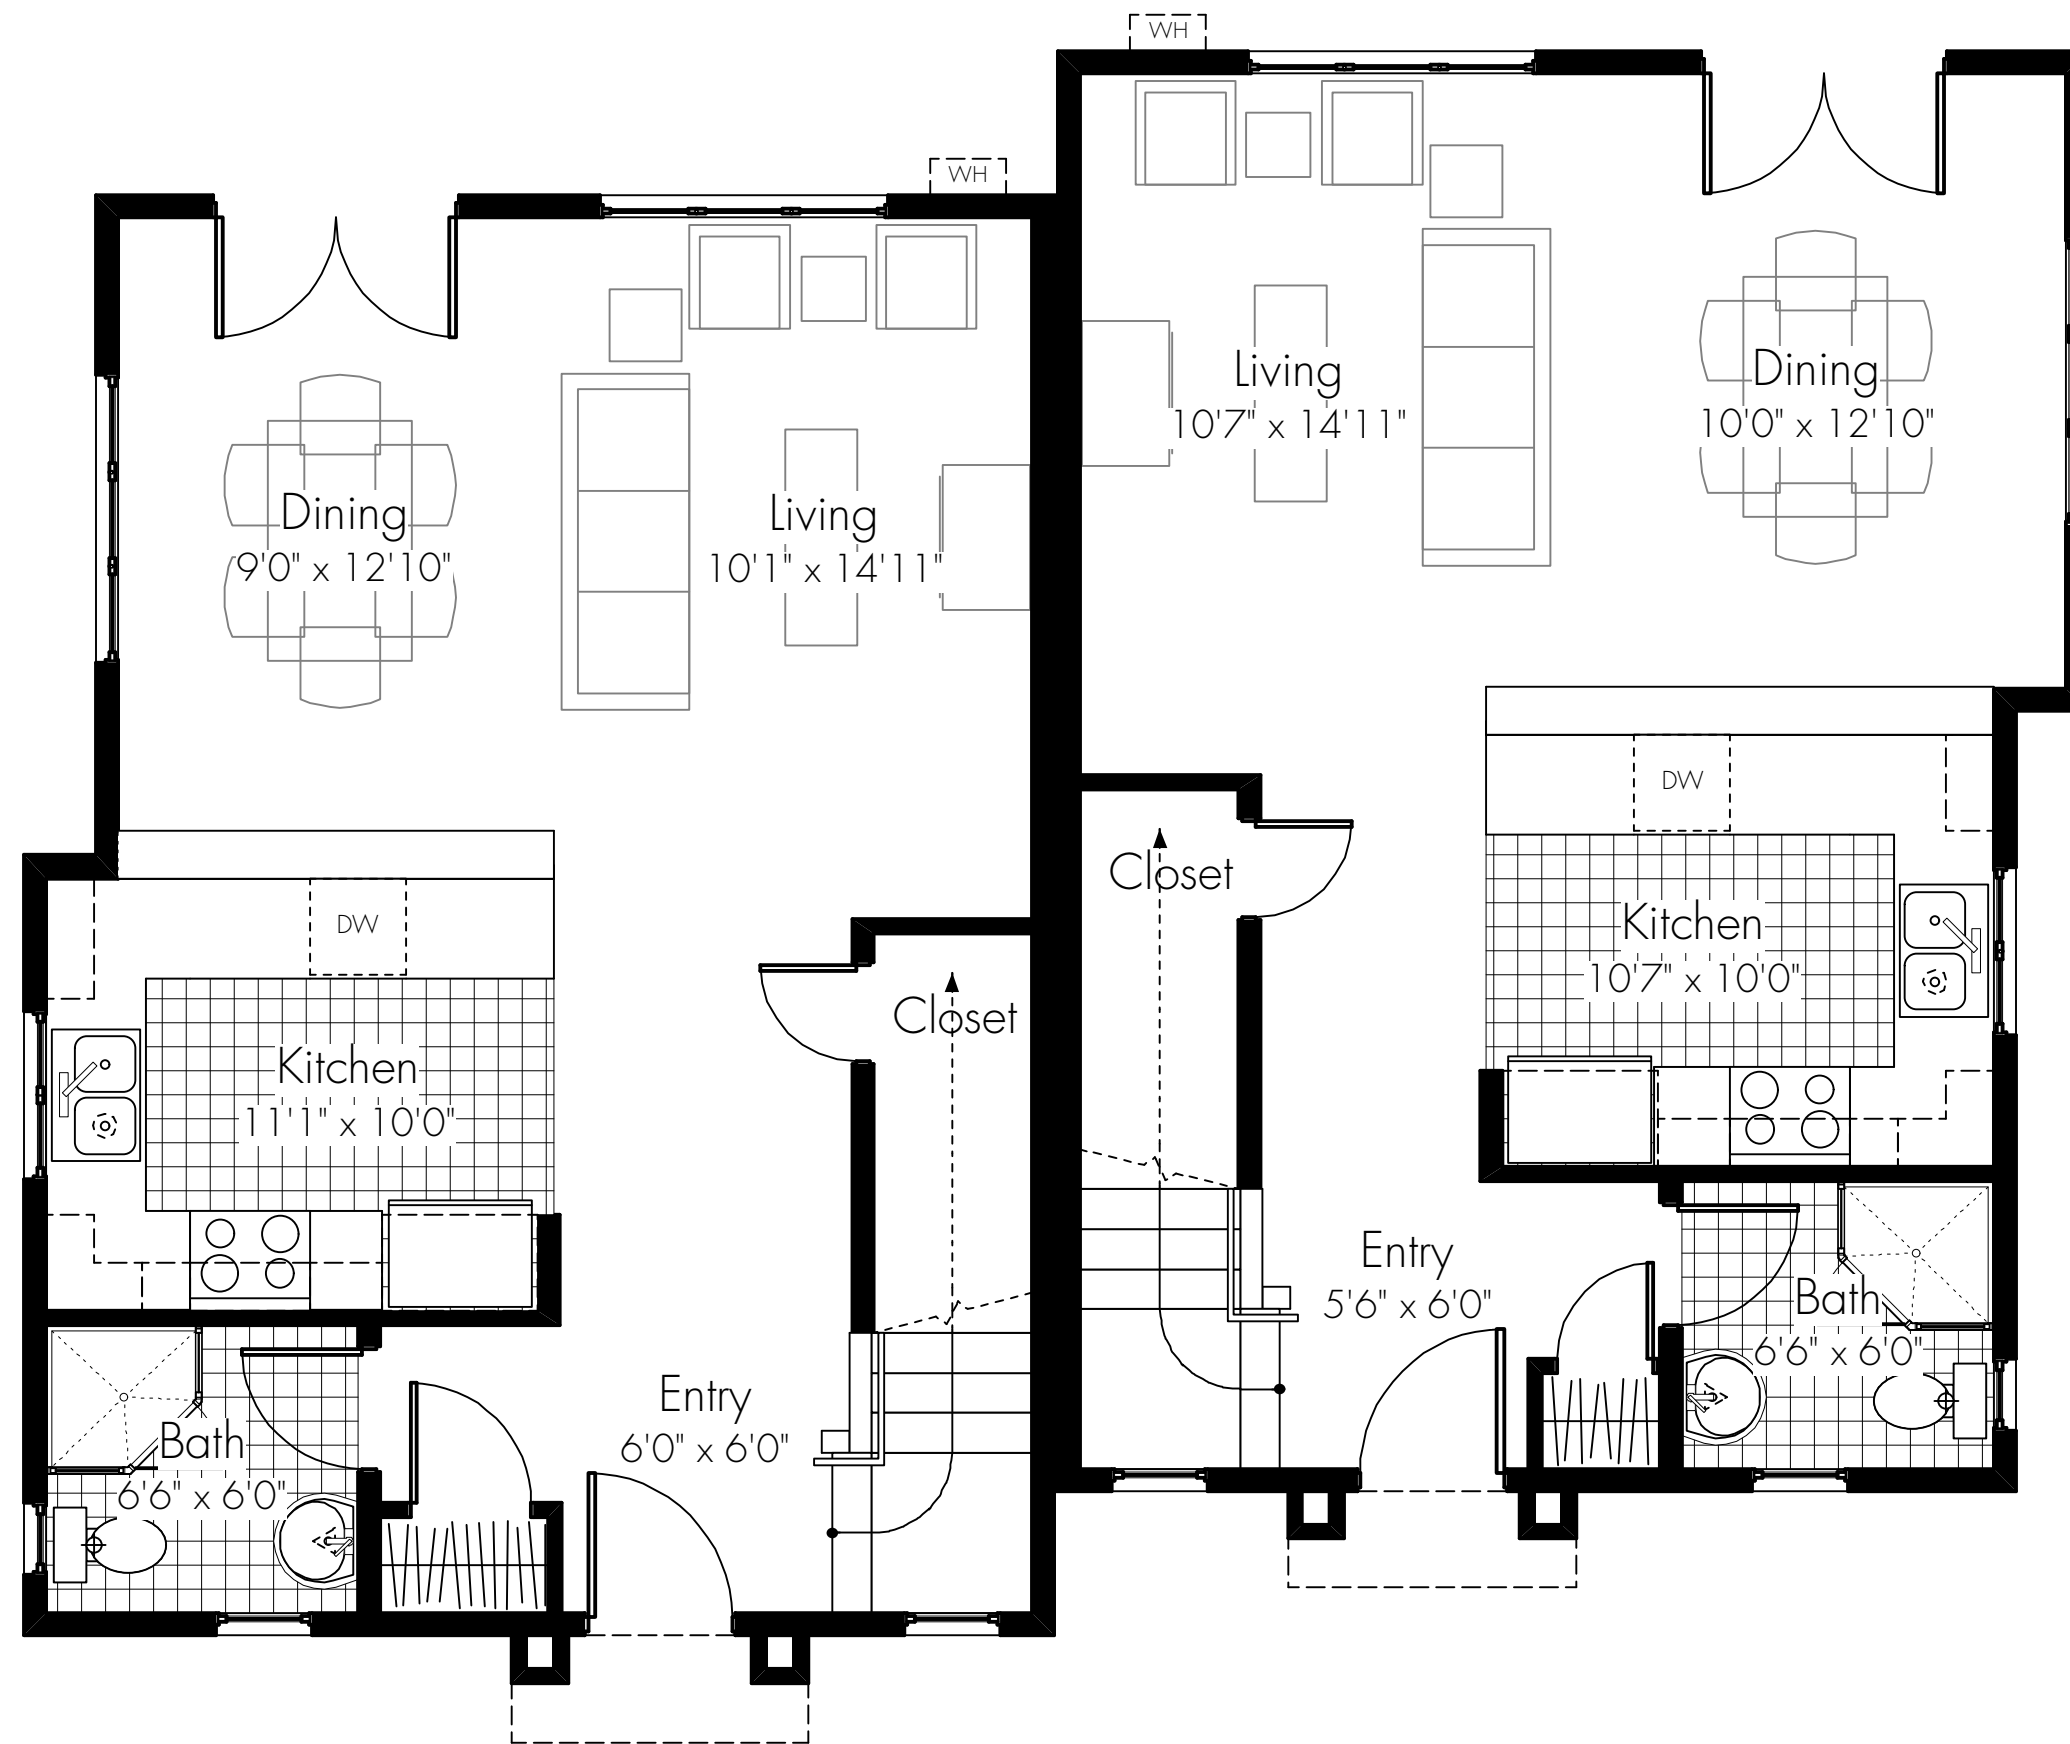 WH
WH
Living
10'7" x 14'11"
Dining
10'0" x 12'10"
Dining
9'0" x 12'10"
Living
10'1" x 14'11"
DW
Closet
Kitchen
10'7" x 10'0"
DW
Closet
Kitchen
11'1" x 10'0"
Entry
5'6" x 6'0"
Bath
6'6" x 6'0"
Entry
6'0" x 6'0"
Bath
6'6" x 6'0"